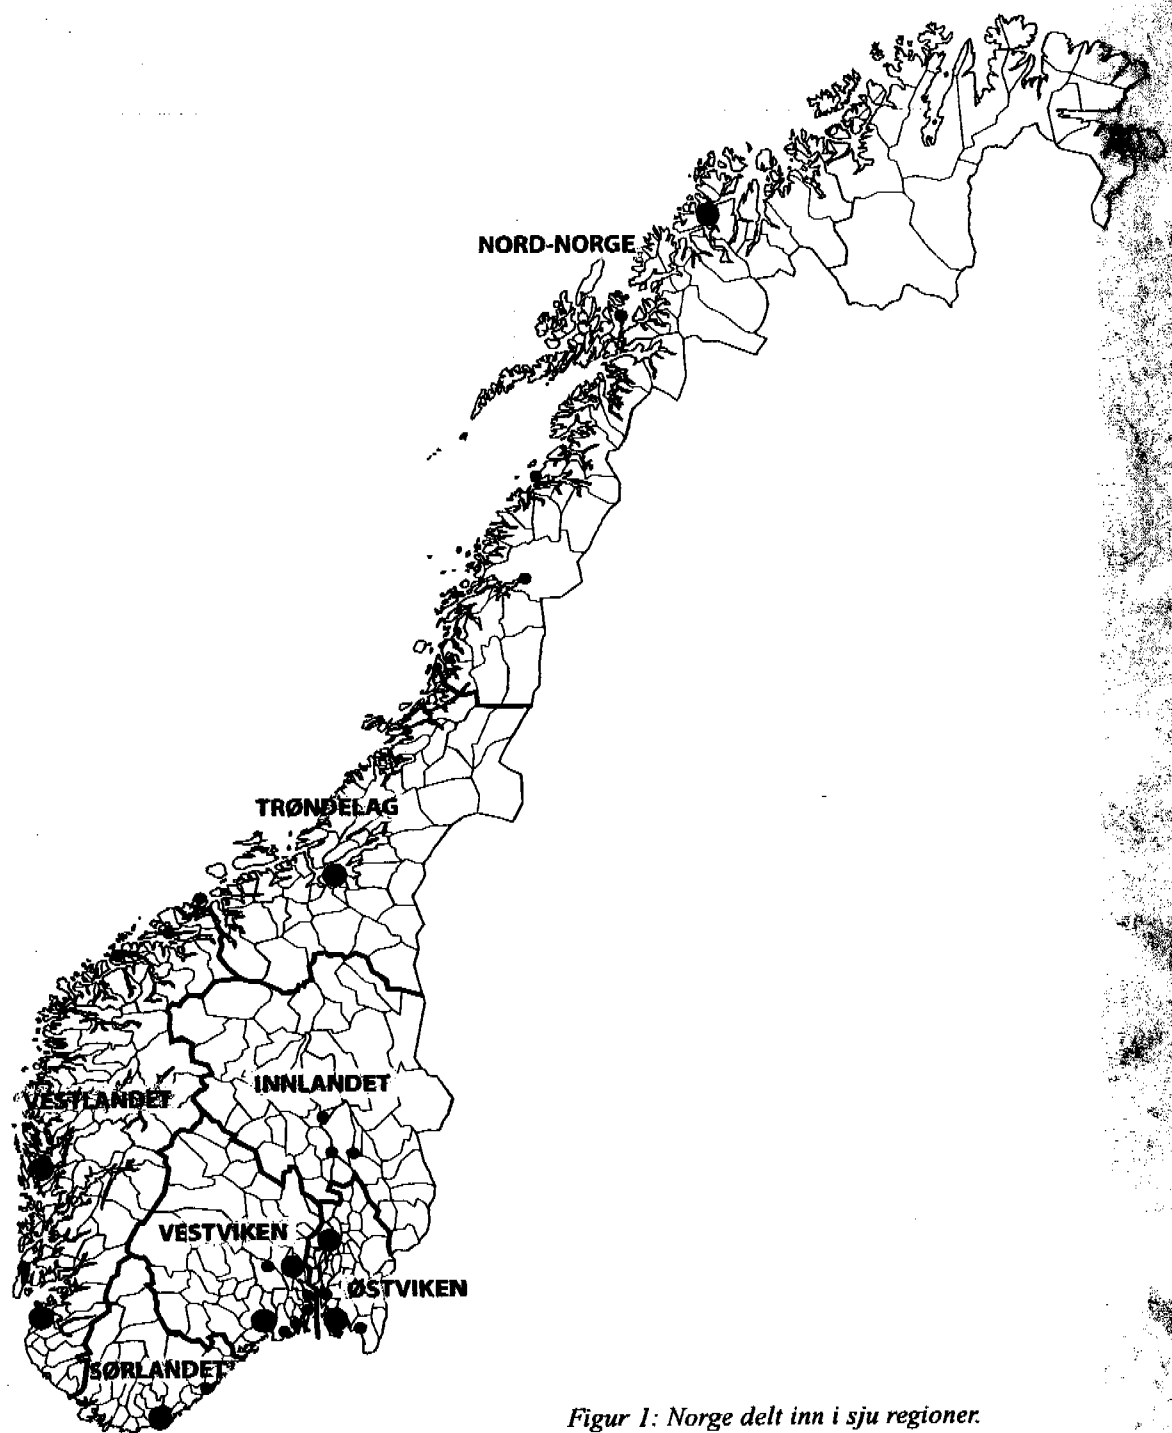 NORD-NORGE
TRØNDELAG
INNLANDET
VESTLANDET
VESTVIKEN
ØSTVIKEN
SØRLANDET
Figur 1: Norge delt inn i sju regioner.